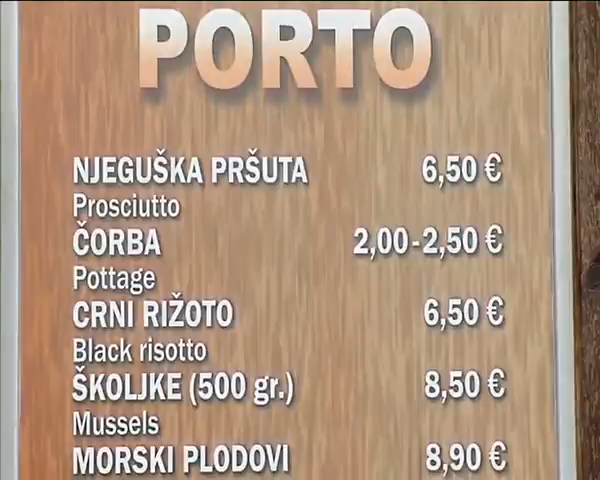 PORTO
NJEGUŠKA PRŠUTA 6,50 €
Prosciutto
ČORBA 2,00-2,50 €
Pottage
CRNI RIŽOTO 6,50 €
Black risotto
ŠKOLJKE (500 gr.) 8,50 €
Mussels
MORSKI PLODOVI 8,90 €